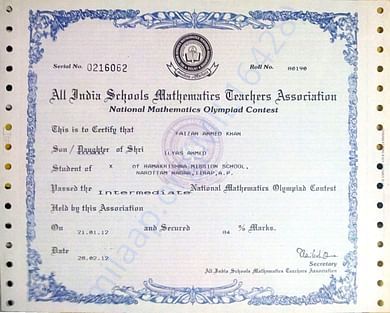 Serial No. 0216062
Roll No. A0190
All India Schools Mathematics Teachers Association
National Mathematics Olympiad Contest
This is to Certify that FAIZAN AHMED KHAN
Son / Daughter of Shri ILYAS AHMED
Student of X of RAMAKRISHNA MISSION SCHOOL,
NAROTTAM NAGAR, TIRAP, A.P.
Passed the Intermediate National Mathematics Olympiad Contest
Held by this Association
On 21.01.12 and Secured 84 % Marks.
Date 28.02.12
Secretary
All India Schools Mathematics Teachers Association
milaap.org